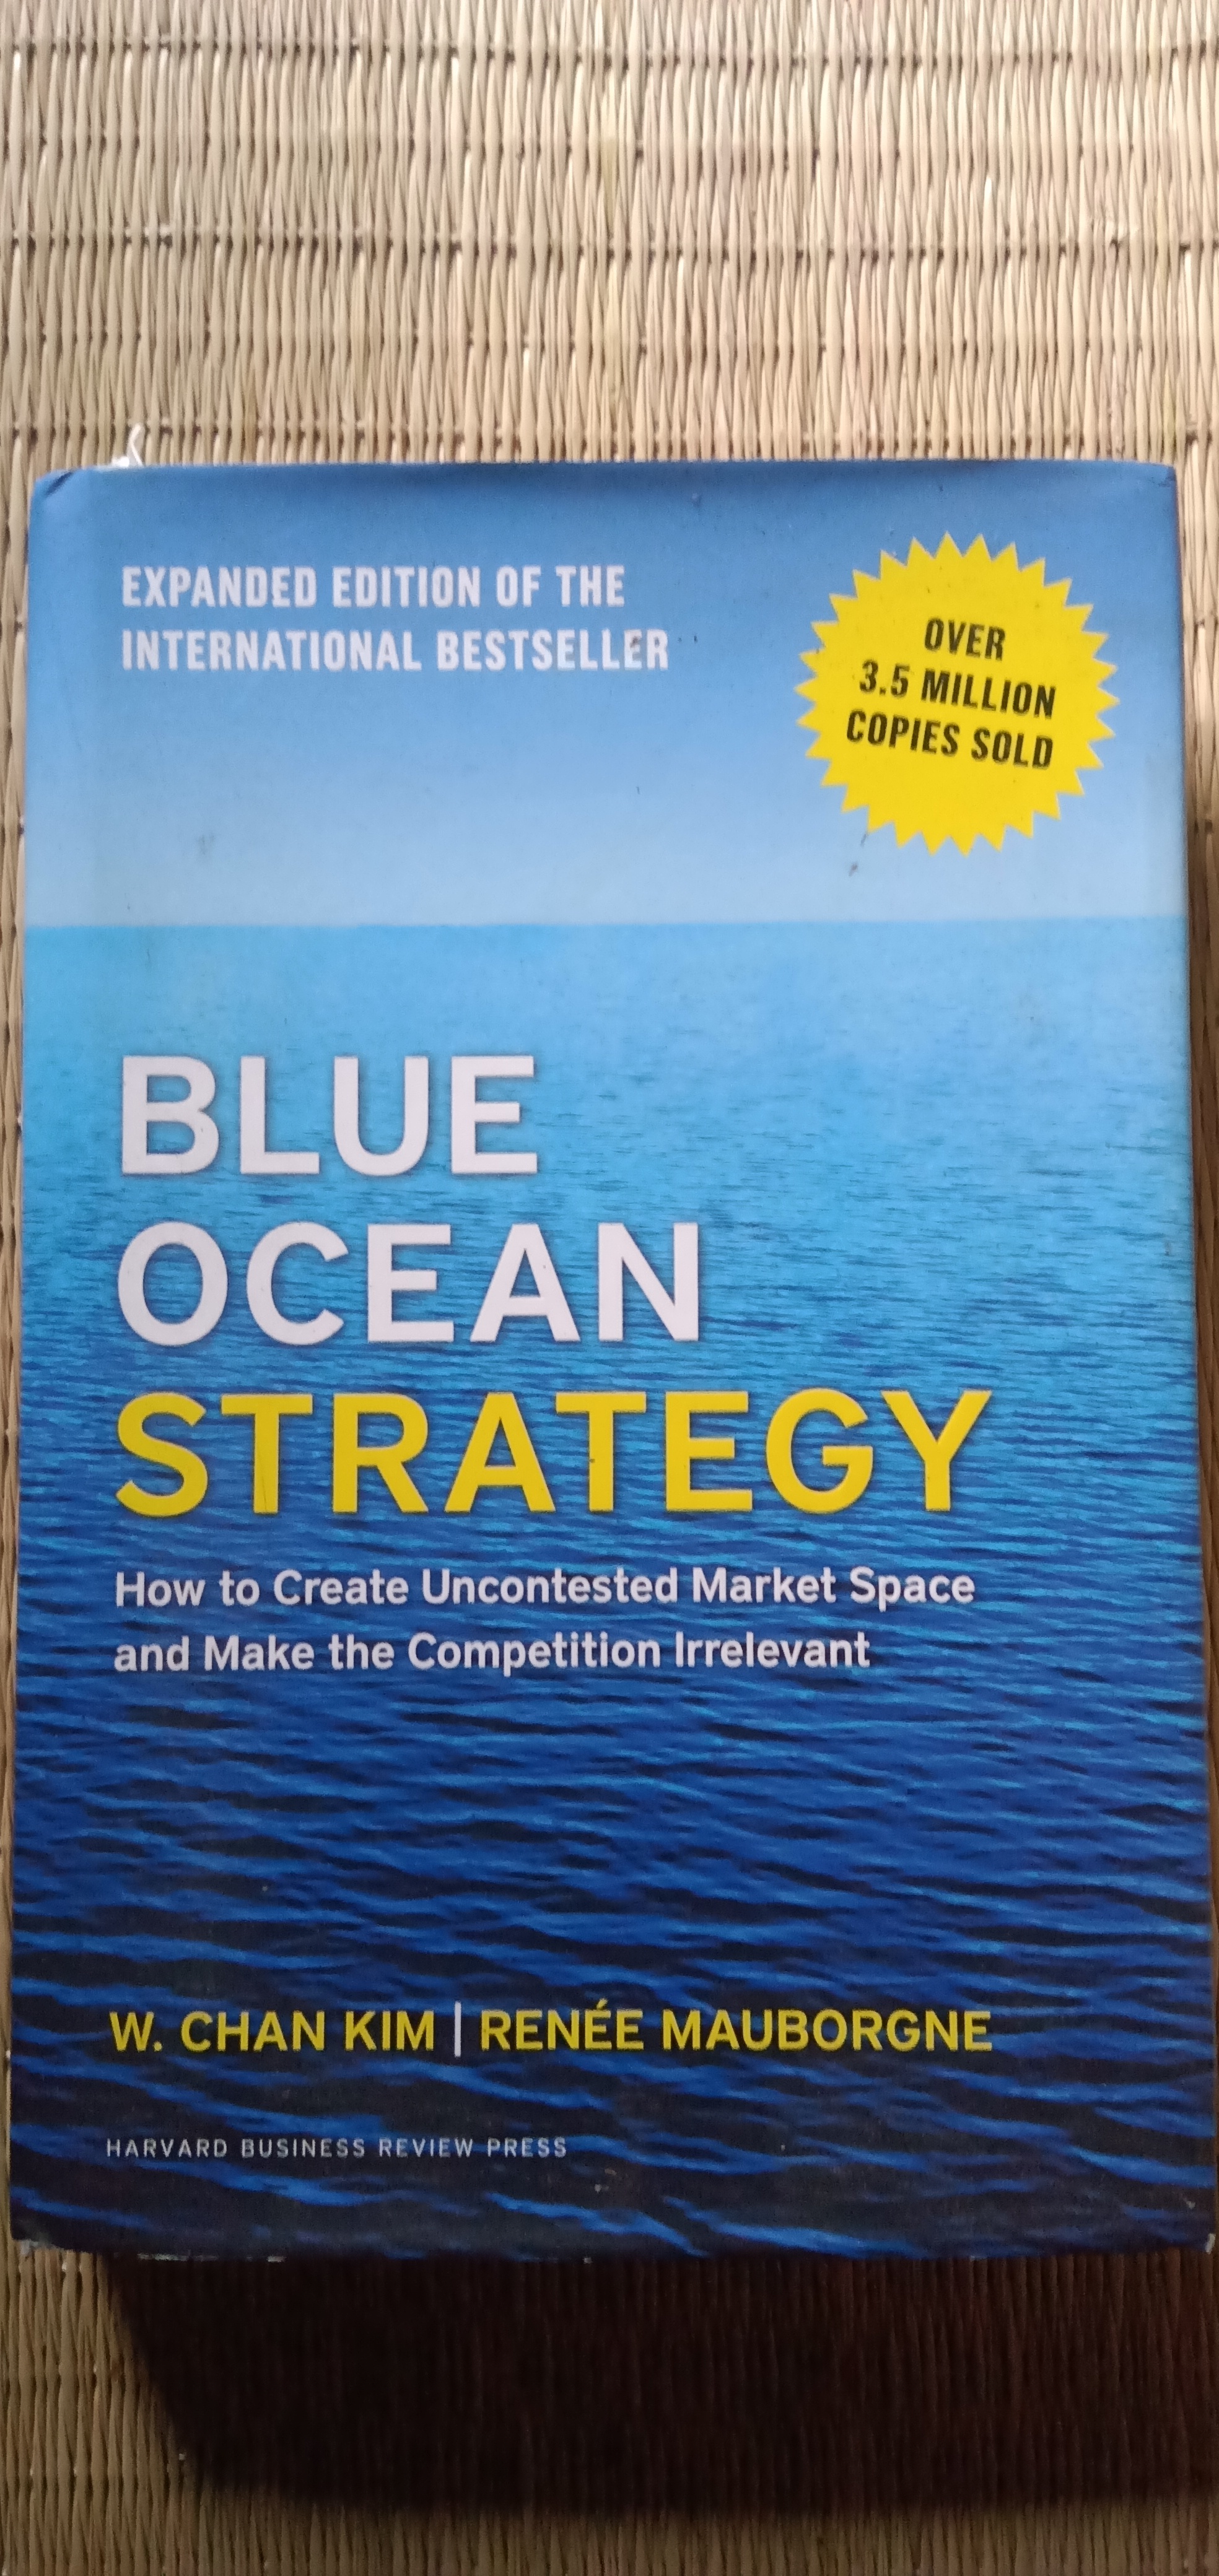 EXPANDED EDITION OF THE
INTERNATIONAL BESTSELLER
OVER
3.5 MILLION
COPIES SOLD
BLUE
OCEAN
STRATEGY
How to Create Uncontested Market Space
and Make the Competition Irrelevant
W. CHAN KIM | RENÉE MAUBORGNE
HARVARD BUSINESS REVIEW PRESS